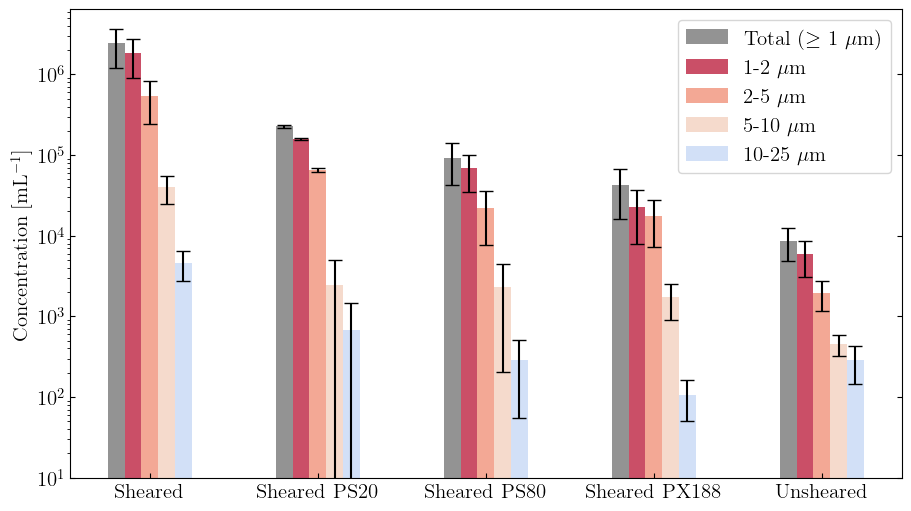 Concentration [mL⁻¹]
10⁶
10⁵
10⁴
10³
10²
10¹
Total (≥ 1 μm)
1-2 μm
2-5 μm
5-10 μm
10-25 μm
Sheared
Sheared PS20
Sheared PS80
Sheared PX188
Unsheared